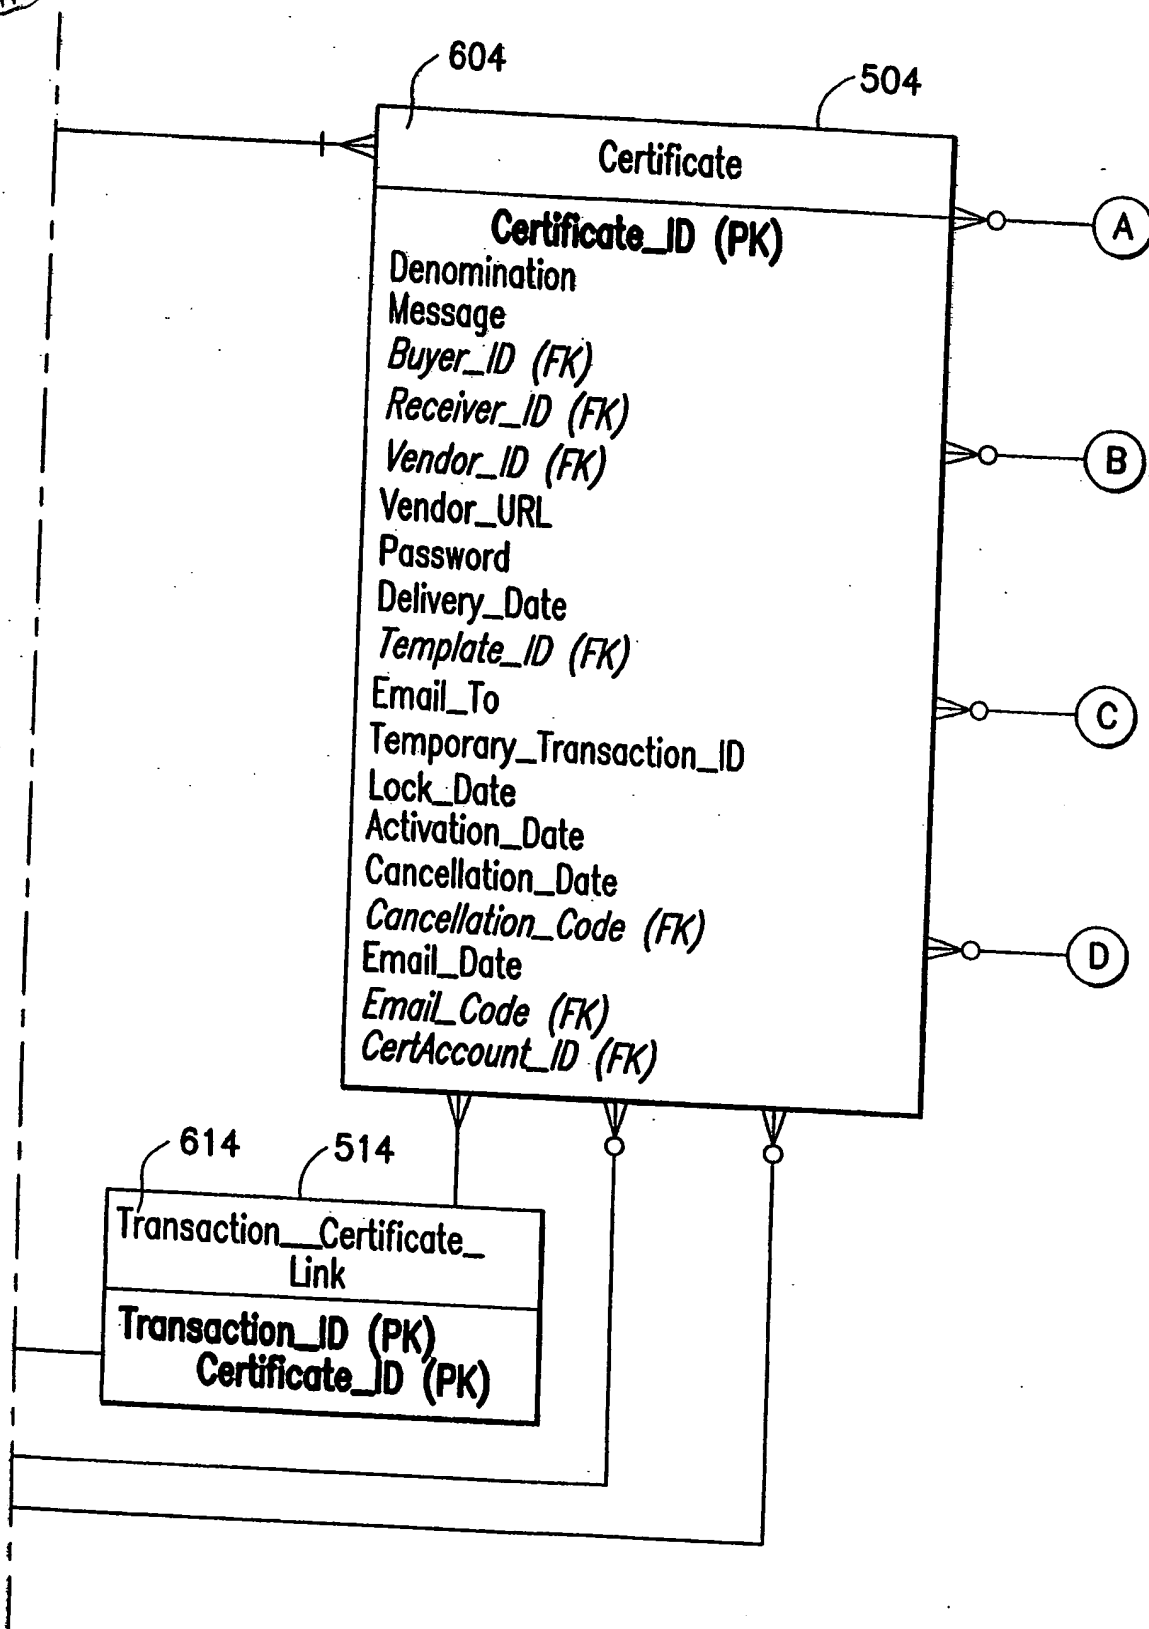 604
504
Certificate
Certificate_ID (PK)
Denomination
Message
Buyer_ID (FK)
Receiver_ID (FK)
Vendor_ID (FK)
Vendor_URL
Password
Delivery_Date
Template_ID (FK)
Email_To
Temporary_Transaction_ID
Lock_Date
Activation_Date
Cancellation_Date
Cancellation_Code (FK)
Email_Date
Email_Code (FK)
CertAccount_ID (FK)
A
B
C
D
614
514
Transaction__Certificate_
Link
Transaction_ID (PK)
Certificate_ID (PK)